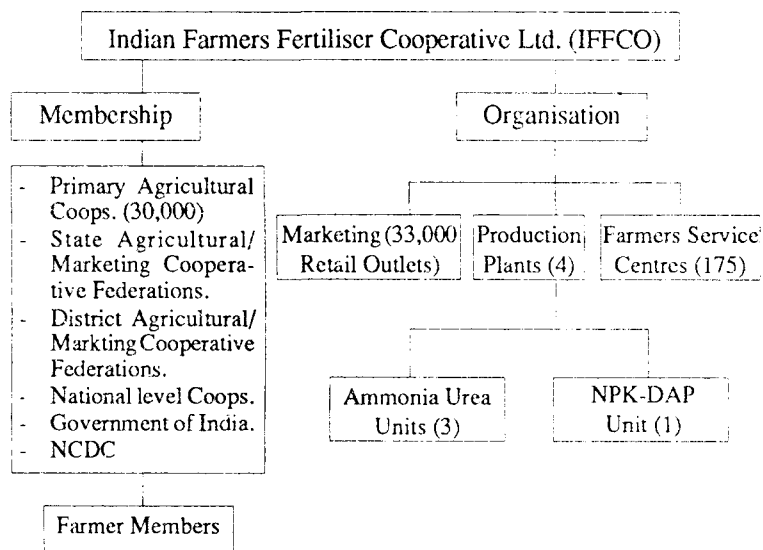 Indian Farmers Fertiliser Cooperative Ltd. (IFFCO)
Membership
Organisation
- Primary Agricultural
Coops. (30,000)
- State Agricultural/
Marketing Coopera-
tive Federations.
- District Agricultural/
Markting Cooperative
Federations.
- National level Coops.
- Government of India.
- NCDC
Farmer Members
Marketing (33,000
Retail Outlets)
Production
Plants (4)
Farmers Service'
Centres (175)
Ammonia Urea
Units (3)
NPK-DAP
Unit (1)